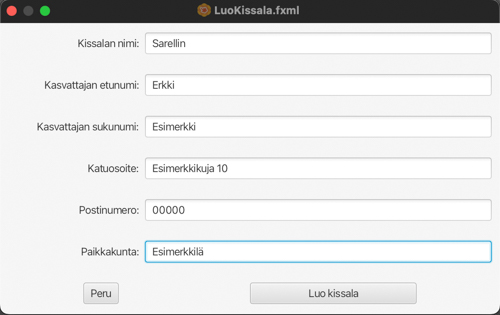 LuoKissala.fxml
Kissalan nimi: Sarellin
Kasvattajan etunumi: Erkki
Kasvattajan sukunumi: Esimerkki
Katuosoite: Esimerkkikuja 10
Postinumero: 00000
Paikkakunta: Esimerkkilä
Peru Luo kissala